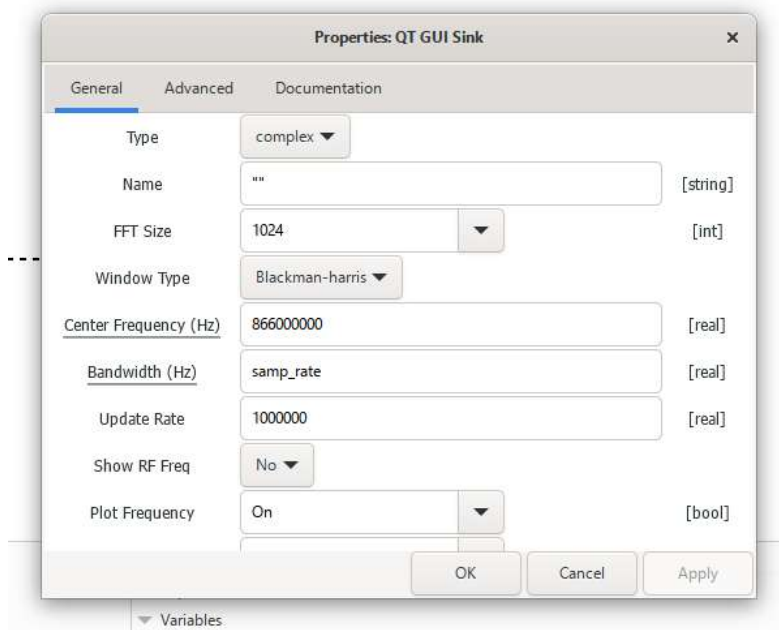 Properties: QT GUI Sink ×
General Advanced Documentation
Type complex
Name "" [string]
FFT Size 1024 [int]
Window Type Blackman-harris
Center Frequency (Hz) 866000000 [real]
Bandwidth (Hz) samp_rate [real]
Update Rate 1000000 [real]
Show RF Freq No
Plot Frequency On [bool]
OK Cancel Apply
Variables